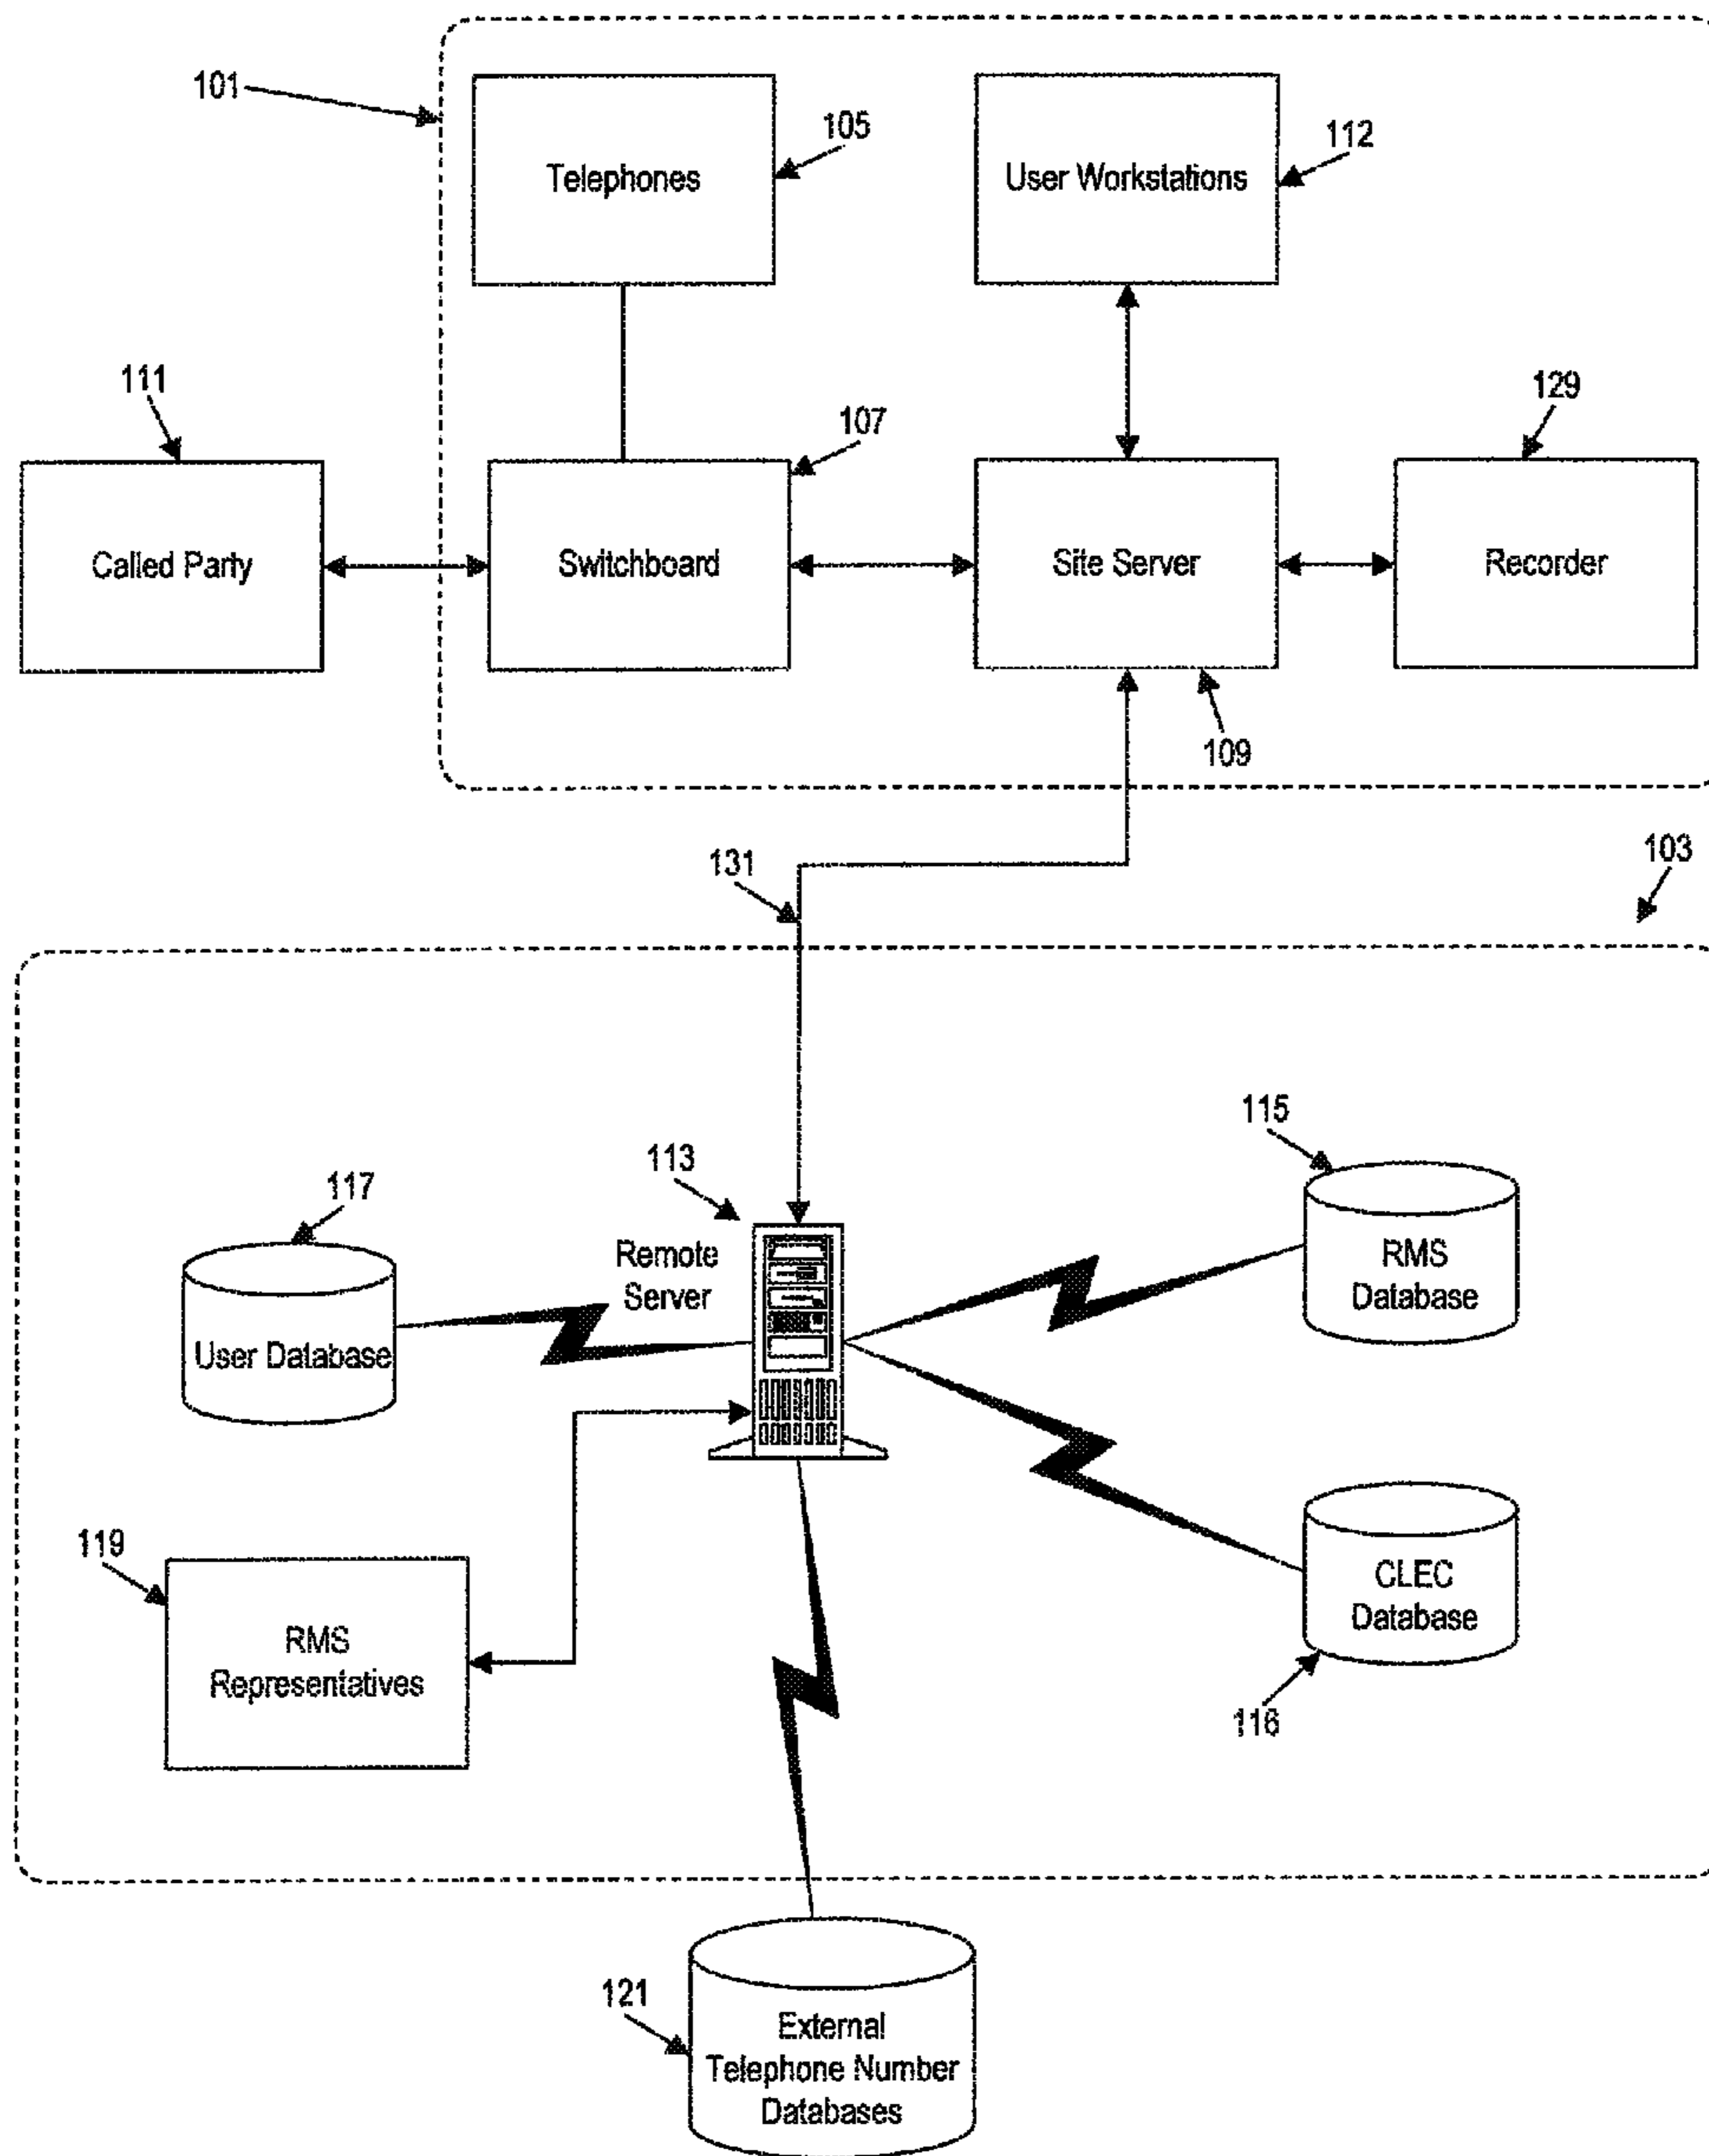 101
105
112
Telephones
User Workstations
111
107
129
Called Party
Switchboard
Site Server
Recorder
109
131
103
115
113
117
Remote
Server
RMS
Database
User Database
119
CLEC
Database
RMS
Representatives
116
121
External
Telephone Number
Databases